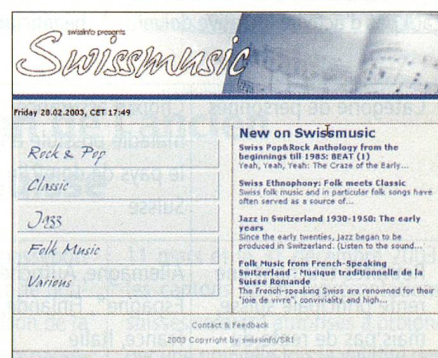 swissinfo presents
SWISSMUSIC
Friday 28.02.2003, CET 17:49
Rock & Pop
Classic
Jazz
Folk Music
Various
New on Swissmusic
Swiss Pop&Rock Anthology from the
beginnings till 1985: BEAT (1)
Yeah, Yeah, Yeah: The Craze of the Early...
Swiss Ethnophony: Folk meets Classic
Swiss folk music and in particular folk songs have
often served as a source of...
Jazz in Switzerland 1930-1950: The early
years
Since the early twenties, Jazz began to be
produced in Switzerland. (Listen to the sound...
Folk Music from French-Speaking
Switzerland - Musique traditionnelle de la
Suisse Romande
The French-speaking Swiss are renowned for their
"joie de vivre", conviviality and high...
Contact & Feedback
2003 Copyright by swissinfo/SRI